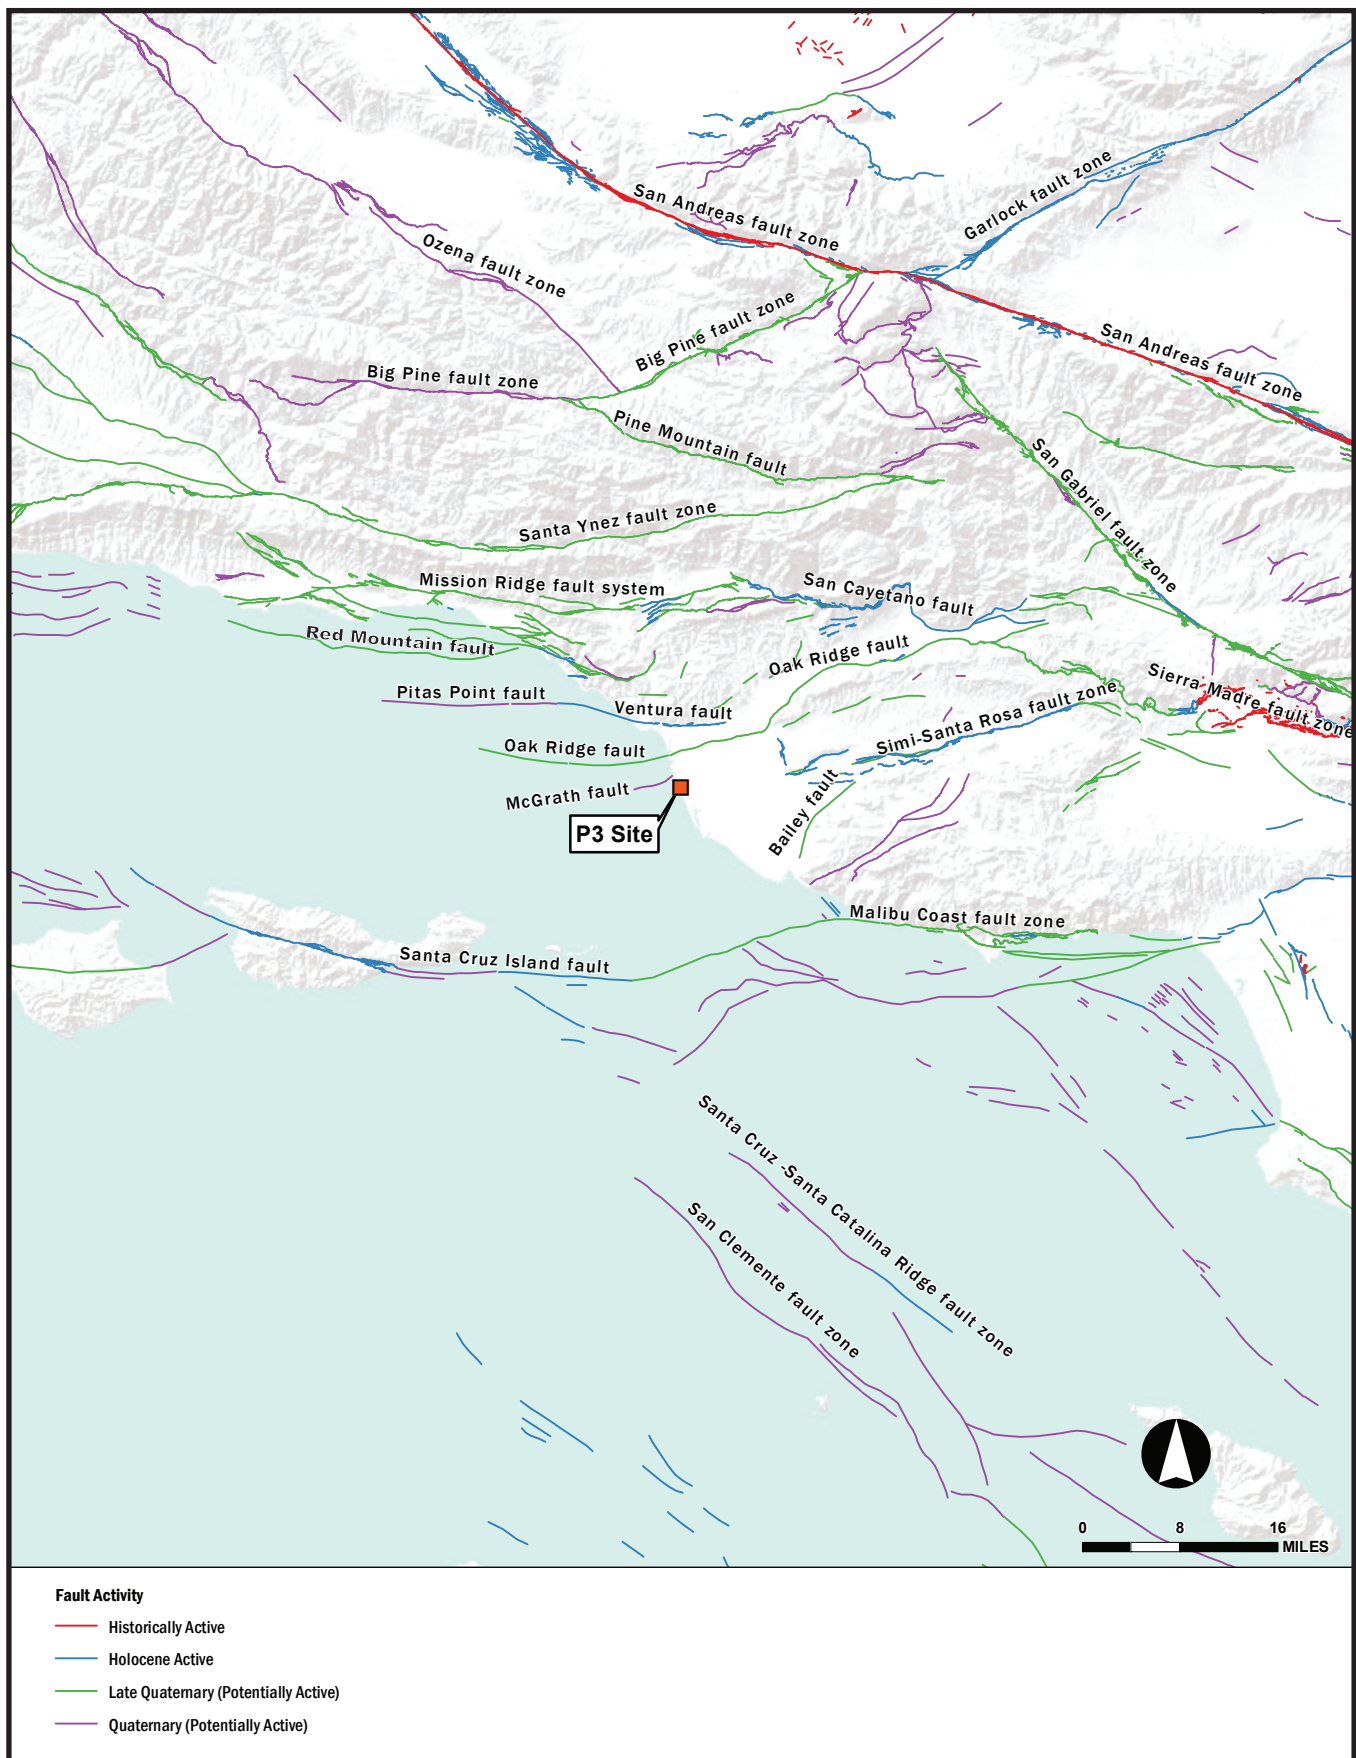 San Andreas fault zone
Garlock fault zone
Ozena fault zone
Big Pine fault zone
San Andreas fault zone
Big Pine fault zone
Pine Mountain fault
San Gabriel fault zone
Santa Ynez fault zone
Mission Ridge fault system
San Cayetano fault
Red Mountain fault
Oak Ridge fault
Sierra Madre fault zone
Pitas Point fault
Ventura fault
Simi-Santa Rosa fault zone
Oak Ridge fault
McGrath fault
Bailey fault
P3 Site
Malibu Coast fault zone
Santa Cruz Island fault
Santa Cruz -Santa Catalina Ridge fault zone
San Clemente fault zone
0 8 16
MILES
Fault Activity
Historically Active
Holocene Active
Late Quaternary (Potentially Active)
Quaternary (Potentially Active)